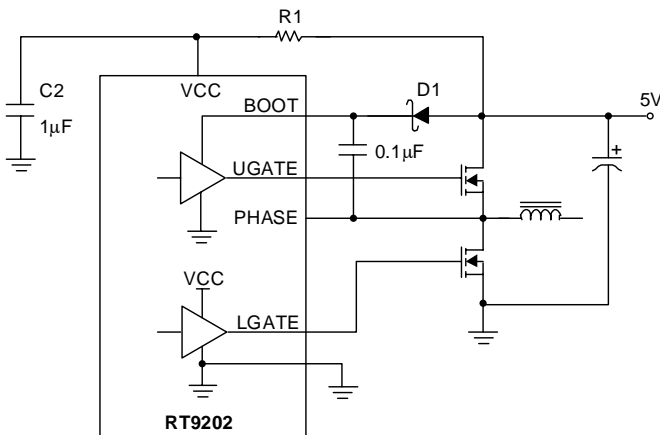 R1
C2
1μF
VCC
BOOT
D1
5V
+
0.1μF
UGATE
PHASE
VCC
LGATE
RT9202